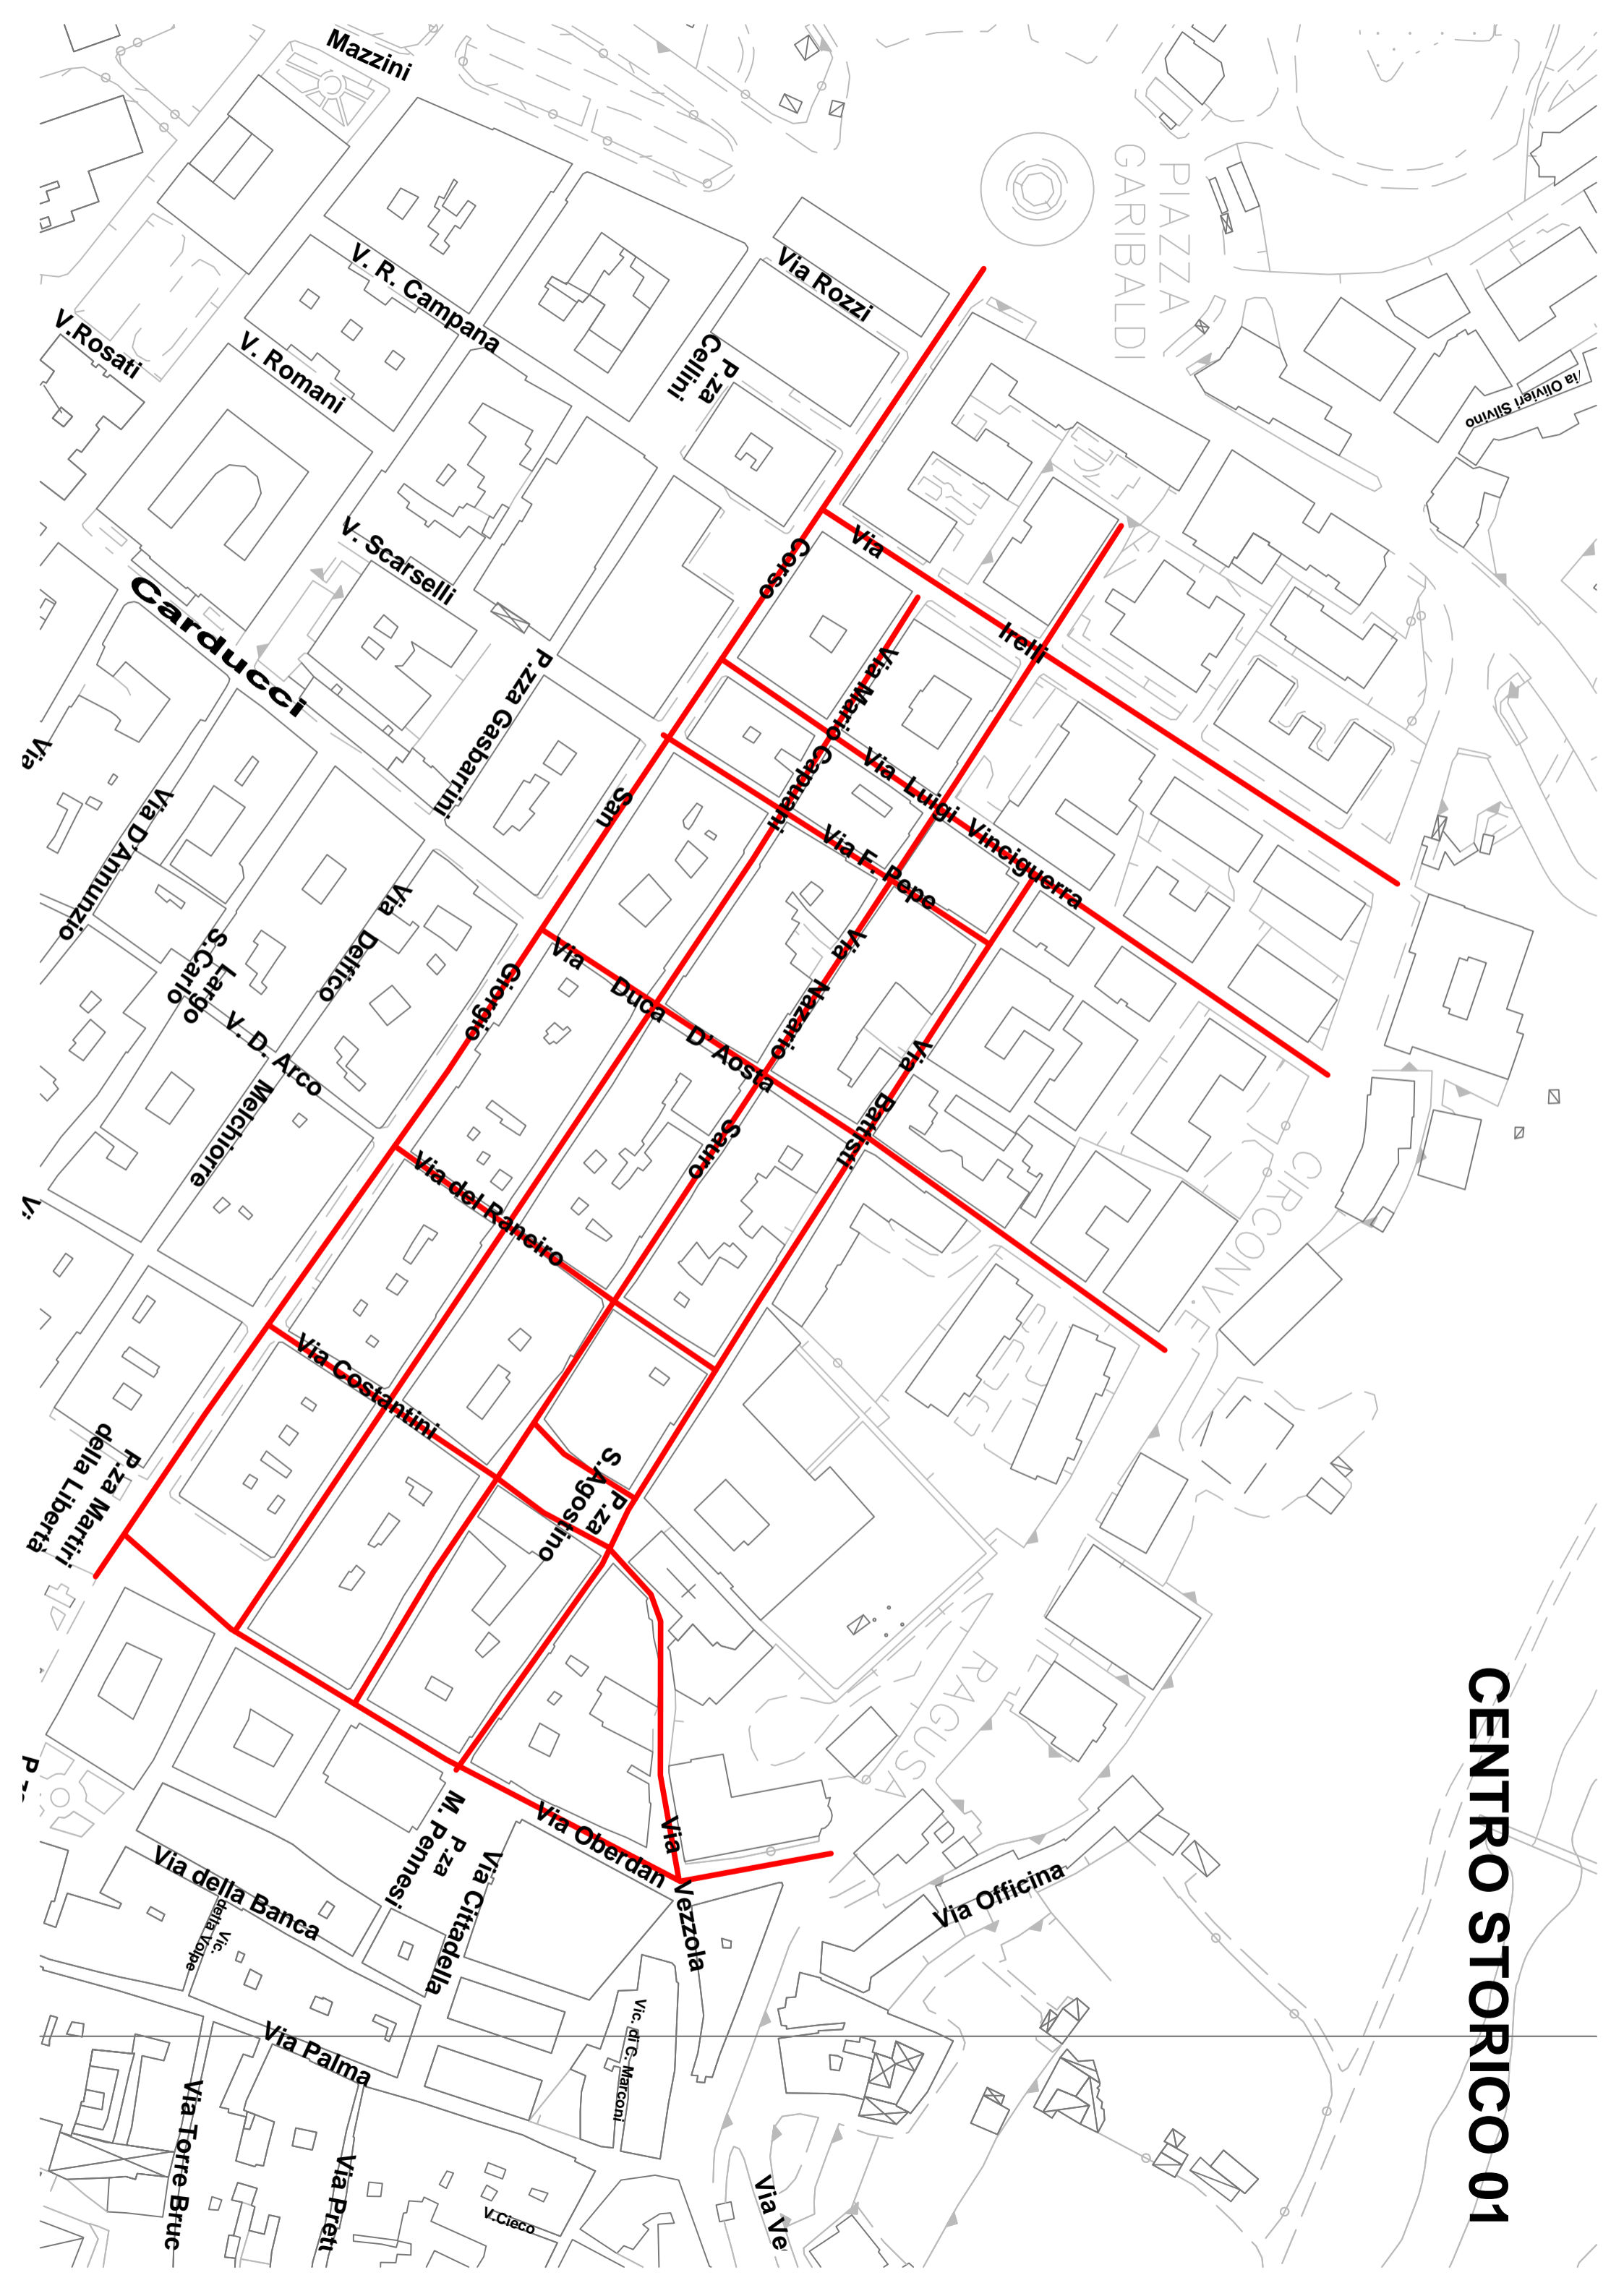 Mazzini
PIAZZA
GARIBALDI
Via Rozzi
V. R. Campana
V.Rosati
V. Romani
P.za
Cellini
ia Olivieri Silvino
V. Scarselli
Corso
Via
Irelli
Carducci
P.zza Gasbarrini
Via Mario Capuani
Via Luigi Vinciguerra
Via F. Pepe
San
Via
Via D'Annunzio
Via Delfico
Largo
S.Carlo
V. D. Arco
Melchiorre
Giorgio
Via Duca D'Aosta
Via Nazario
Sauro
Via Battisti
Via del Raneiro
CIRCONV.
RAGUSA
Vi
Via Costantini
P.za
S.Agostino
P.za Martiri
della Libertà
CENTRO STORICO 01
M. Pennesi
P.za
Via Cittadella
Via Oberdan
Via Vezzola
Via Officina
Via della Banca
Vic.
della Volpe
Via Palma
Vic. di C. Marconi
Via Torre Bruc
Via Prett
V.Cieco
Via Ve